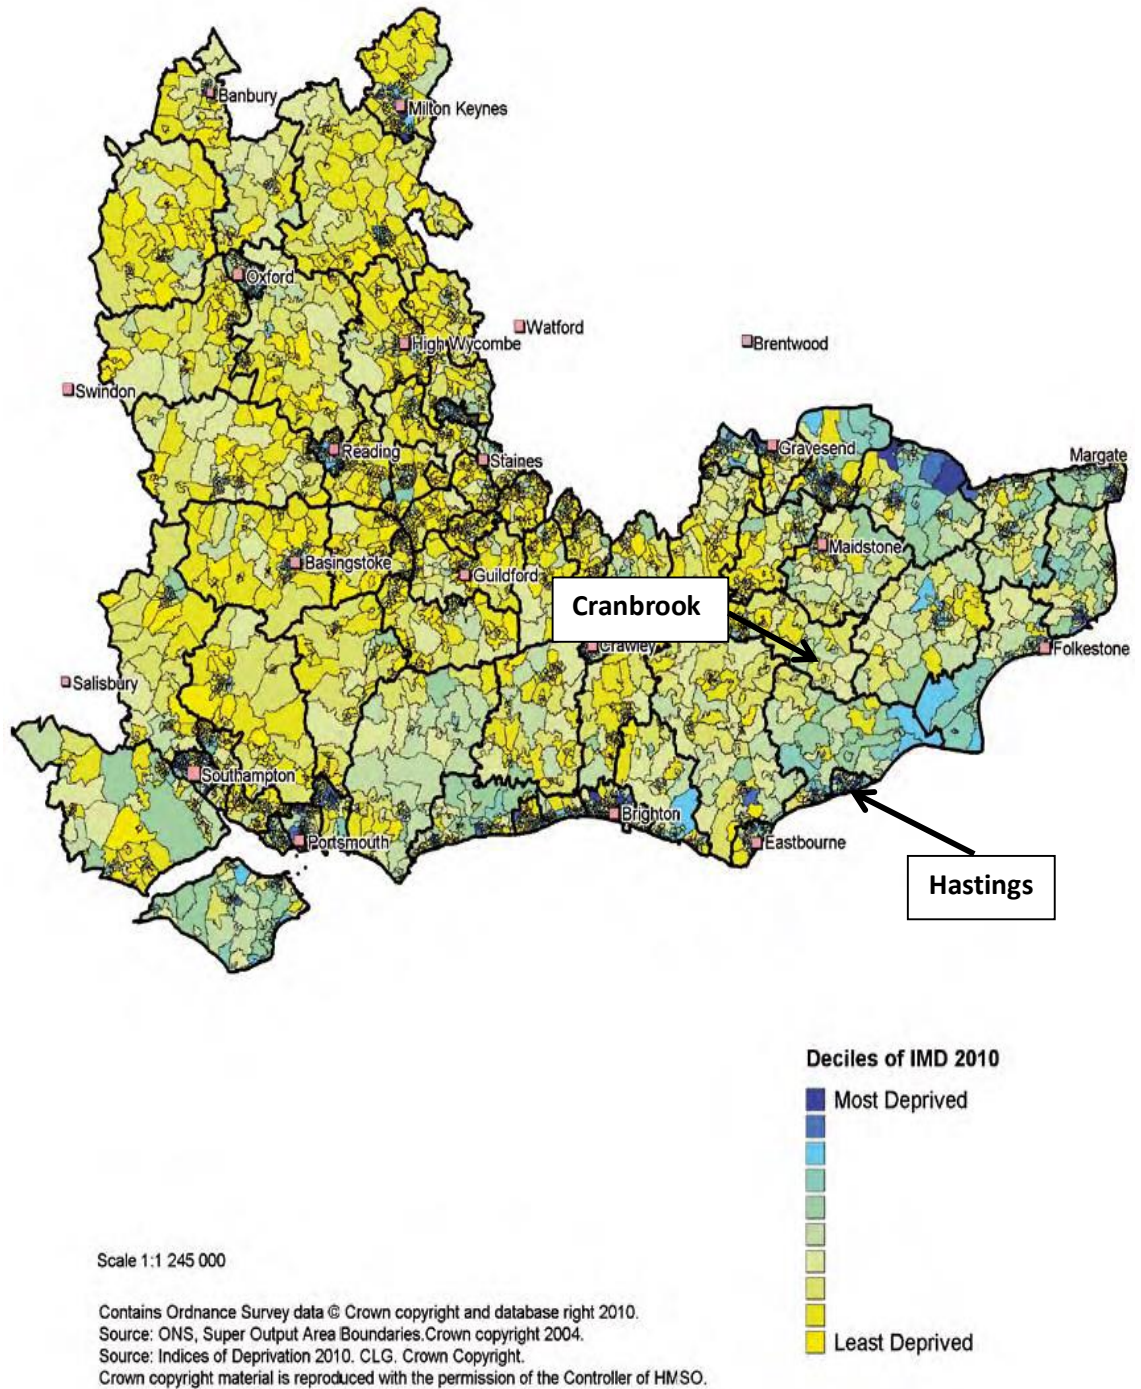 Banbury
Milton Keynes
Oxford
Watford
High Wycombe
Brentwood
Swindon
Reading
Staines
Gravesend
Margate
Basingstoke
Guildford
Maidstone
Cranbrook
Crawley
Folkestone
Salisbury
Southampton
Brighton
Portsmouth
Eastbourne
Hastings
Deciles of IMD 2010
Most Deprived
Least Deprived
Scale 1:1 245 000
Contains Ordnance Survey data © Crown copyright and database right 2010.
Source: ONS, Super Output Area Boundaries.Crown copyright 2004.
Source: Indices of Deprivation 2010. CLG. Crown Copyright.
Crown copyright material is reproduced with the permission of the Controller of HMSO.